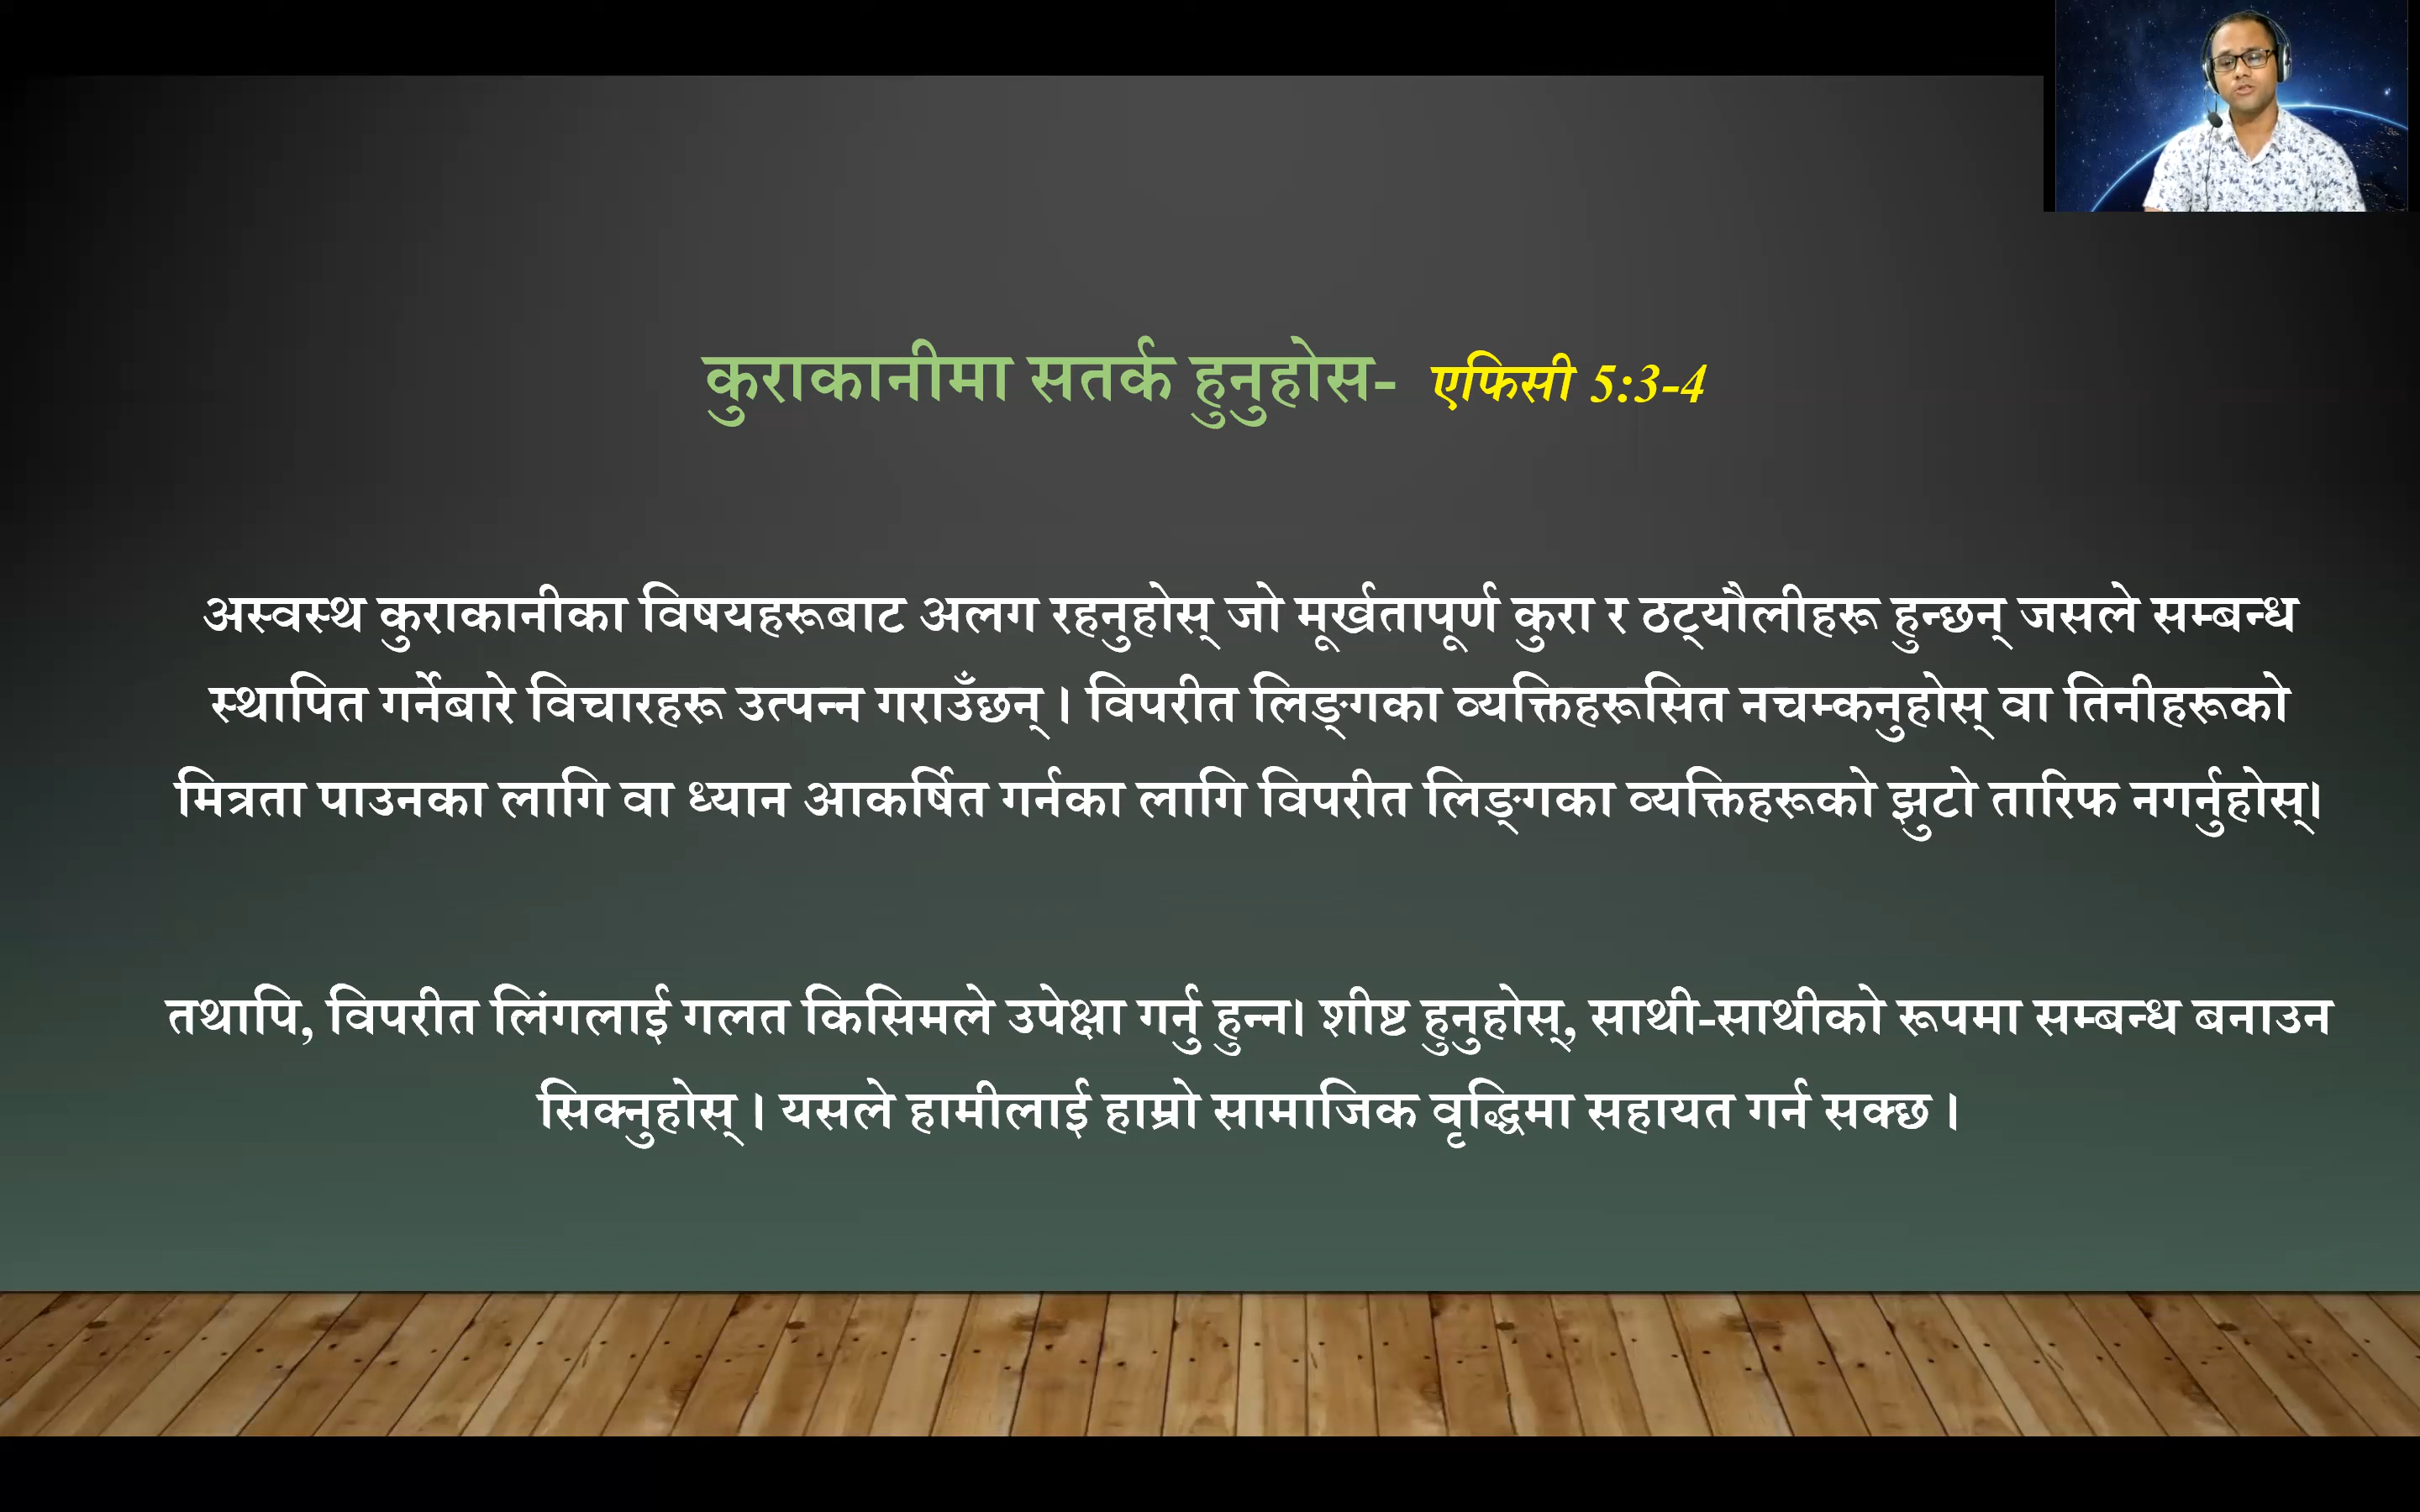 कुराकानीमा सतर्क हुनुहोस- एफिसी 5:3-4
अस्वस्थ कुराकानीका विषयहरूबाट अलग रहनुहोस् जो मूर्खतापूर्ण कुरा र ठट्यौलीहरू हुन्छन् जसले सम्बन्ध
स्थापित गर्नेबारे विचारहरू उत्पन्न गराउँछन् । विपरीत लिङ्गका व्यक्तिहरूसित नचम्कनुहोस् वा तिनीहरूको
मित्रता पाउनका लागि वा ध्यान आकर्षित गर्नका लागि विपरीत लिङ्गका व्यक्तिहरूको झुटो तारिफ नगर्नुहोस्।
तथापि, विपरीत लिंगलाई गलत किसिमले उपेक्षा गर्नु हुन्न। शीष्ट हुनुहोस्, साथी-साथीको रूपमा सम्बन्ध बनाउन
सिक्नुहोस् । यसले हामीलाई हाम्रो सामाजिक वृद्धिमा सहायत गर्न सक्छ ।